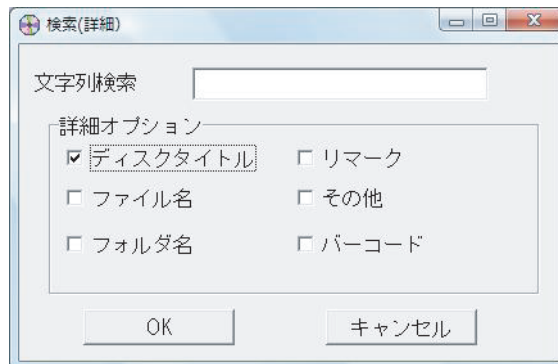 検索(詳細)
文字列検索
詳細オプション
ディスクタイトル リマーク
ファイル名 その他
フォルダ名 バーコード
OK キャンセル